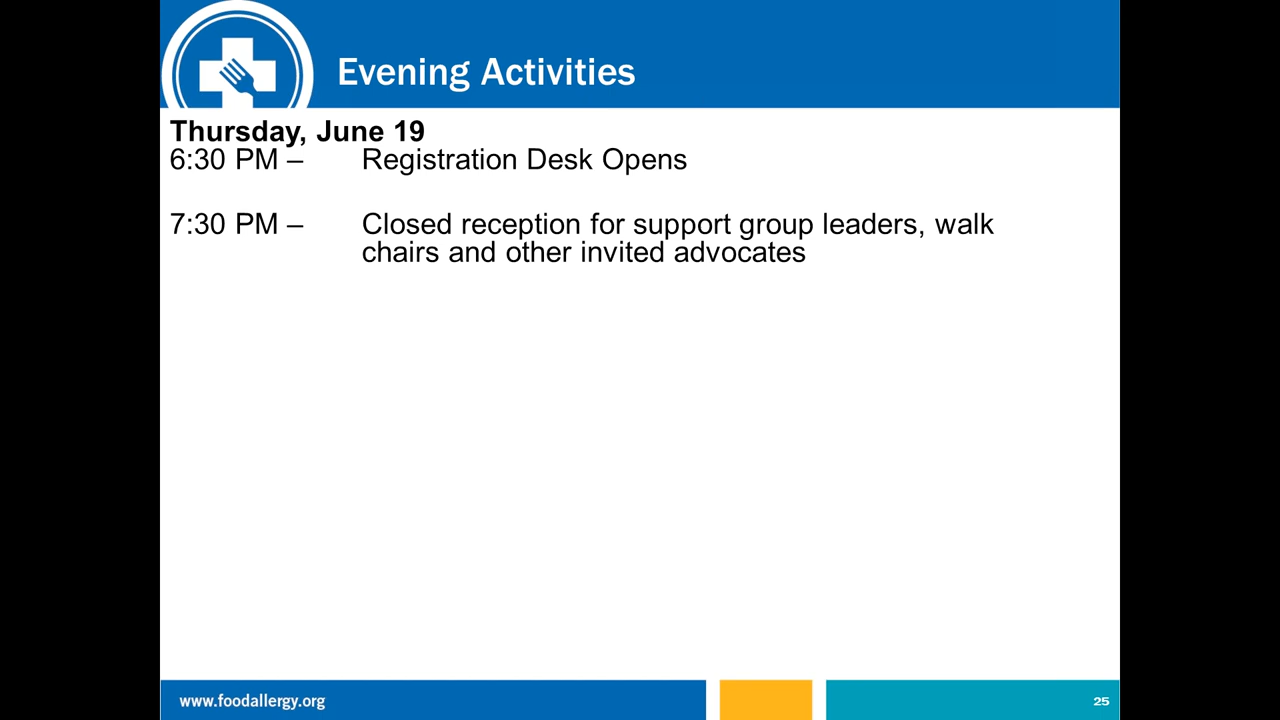 Evening Activities
Thursday, June 19
6:30 PM – Registration Desk Opens
7:30 PM – Closed reception for support group leaders, walk
chairs and other invited advocates
www.foodallergy.org
25